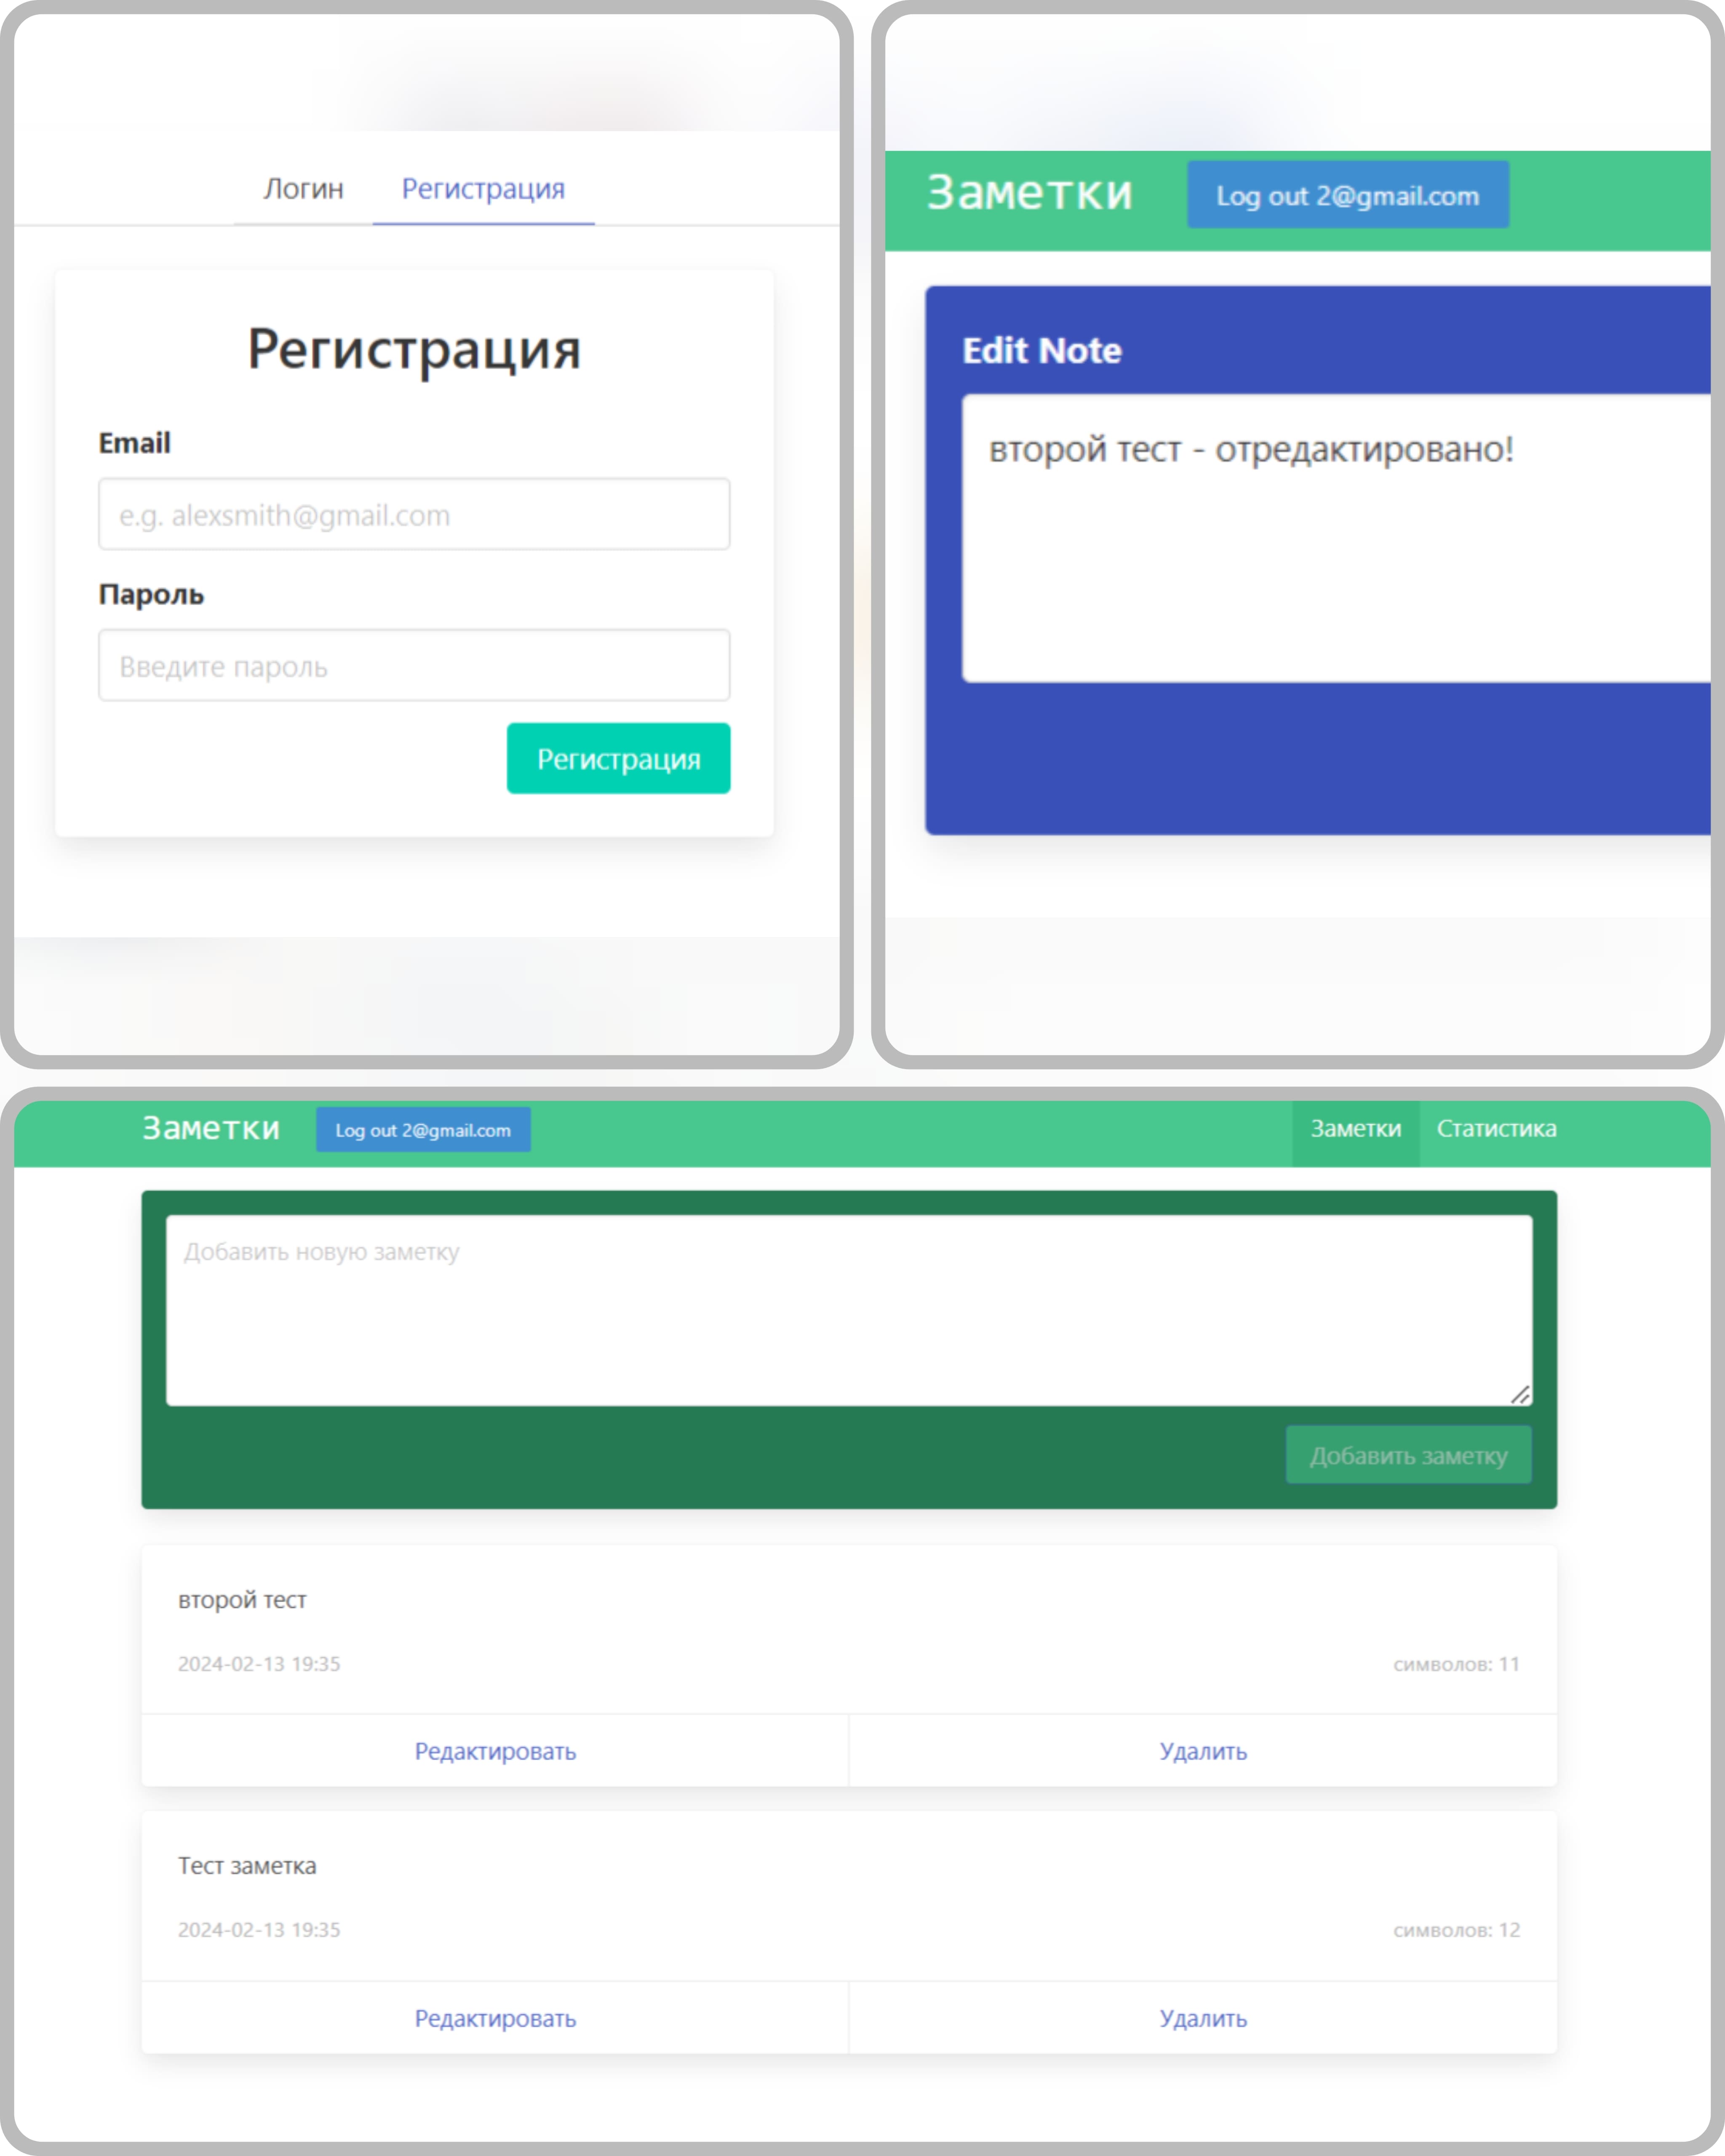 Логин Регистрация
Регистрация
Email
e.g. alexsmith@gmail.com
Пароль
Введите пароль
Регистрация
Заметки Log out 2@gmail.com
Edit Note
второй тест - отредактировано!
Заметки Log out 2@gmail.com Заметки Статистика
Добавить новую заметку
Добавить заметку
второй тест
2024-02-13 19:35 символов: 11
Редактировать Удалить
Тест заметка
2024-02-13 19:35 символов: 12
Редактировать Удалить